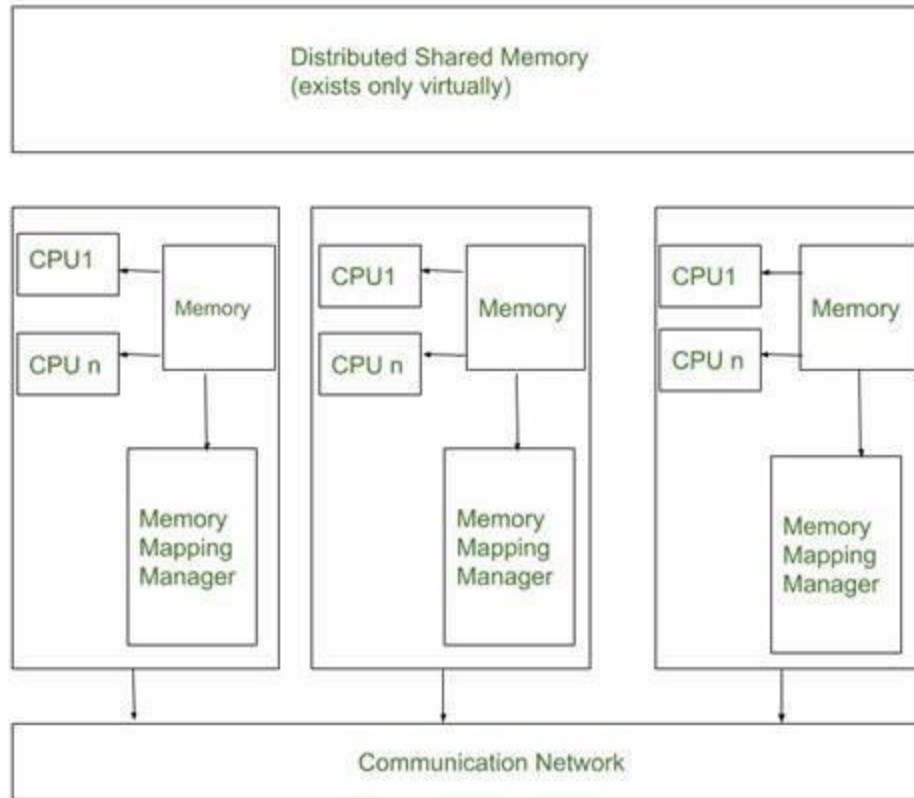 Distributed Shared Memory
(exists only virtually)
CPU1
Memory
CPU n
Memory
Mapping
Manager
CPU1
Memory
CPU n
Memory
Mapping
Manager
CPU1
Memory
CPU n
Memory
Mapping
Manager
Communication Network